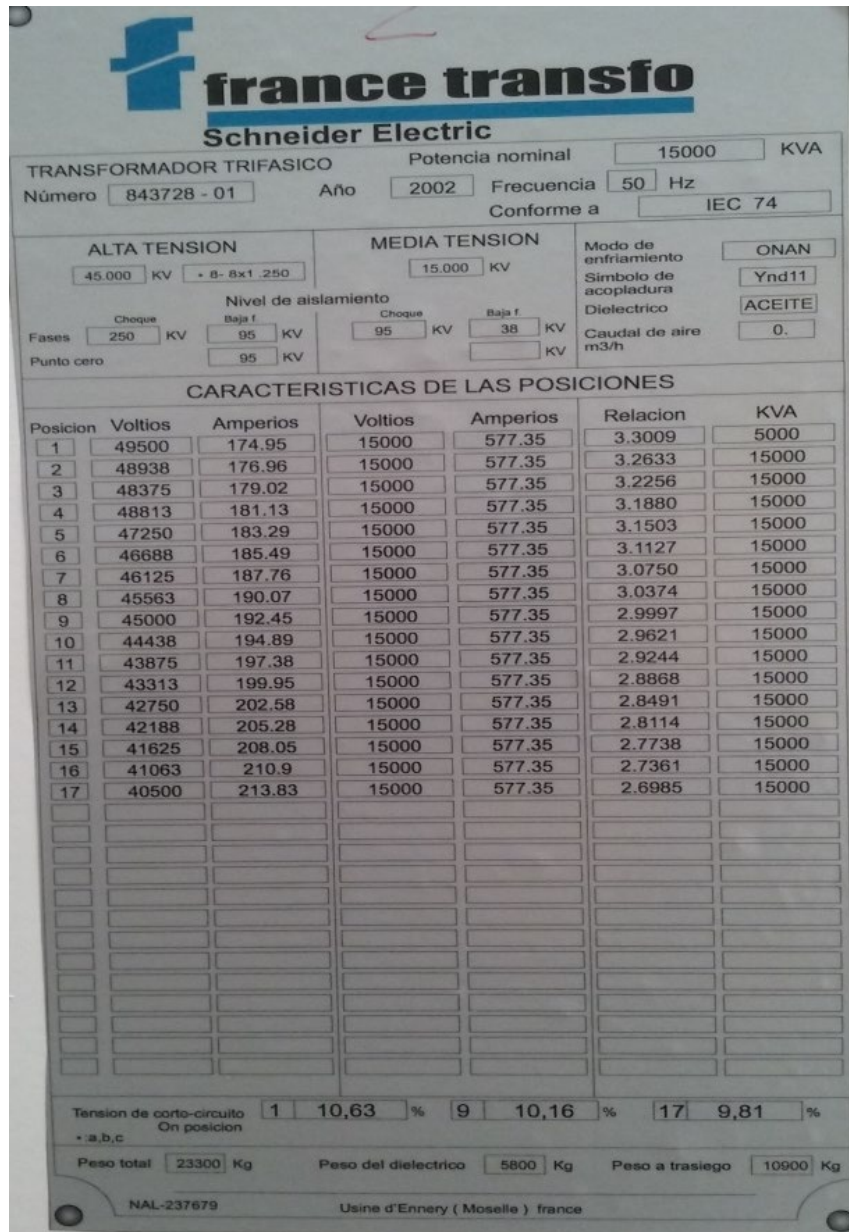 france transfo
Schneider Electric
TRANSFORMADOR TRIFASICO Potencia nominal 15000 KVA
Número 843728 - 01 Año 2002 Frecuencia 50 Hz
Conforme a IEC 74
ALTA TENSION MEDIA TENSION Modo de enfriamiento ONAN
45.000 KV + 8- 8x1 .250 15.000 KV Simbolo de acopladura Ynd11
Nivel de aislamiento Dielectrico ACEITE
Choque Baja f. Choque Baja f.
Fases 250 KV 95 KV 95 KV 38 KV Caudal de aire m3/h 0.
Punto cero 95 KV KV
CARACTERISTICAS DE LAS POSICIONES
Posicion Voltios Amperios Voltios Amperios Relacion KVA
1 49500 174.95 15000 577.35 3.3009 5000
2 48938 176.96 15000 577.35 3.2633 15000
3 48375 179.02 15000 577.35 3.2256 15000
4 48813 181.13 15000 577.35 3.1880 15000
5 47250 183.29 15000 577.35 3.1503 15000
6 46688 185.49 15000 577.35 3.1127 15000
7 46125 187.76 15000 577.35 3.0750 15000
8 45563 190.07 15000 577.35 3.0374 15000
9 45000 192.45 15000 577.35 2.9997 15000
10 44438 194.89 15000 577.35 2.9621 15000
11 43875 197.38 15000 577.35 2.9244 15000
12 43313 199.95 15000 577.35 2.8868 15000
13 42750 202.58 15000 577.35 2.8491 15000
14 42188 205.28 15000 577.35 2.8114 15000
15 41625 208.05 15000 577.35 2.7738 15000
16 41063 210.9 15000 577.35 2.7361 15000
17 40500 213.83 15000 577.35 2.6985 15000
Tension de corto-circuito 1 10,63 % 9 10,16 % 17 9,81 %
On posicion
• :a,b,c
Peso total 23300 Kg Peso del dielectrico 5800 Kg Peso a trasiego 10900 Kg
NAL-237679 Usine d'Ennery ( Moselle ) france